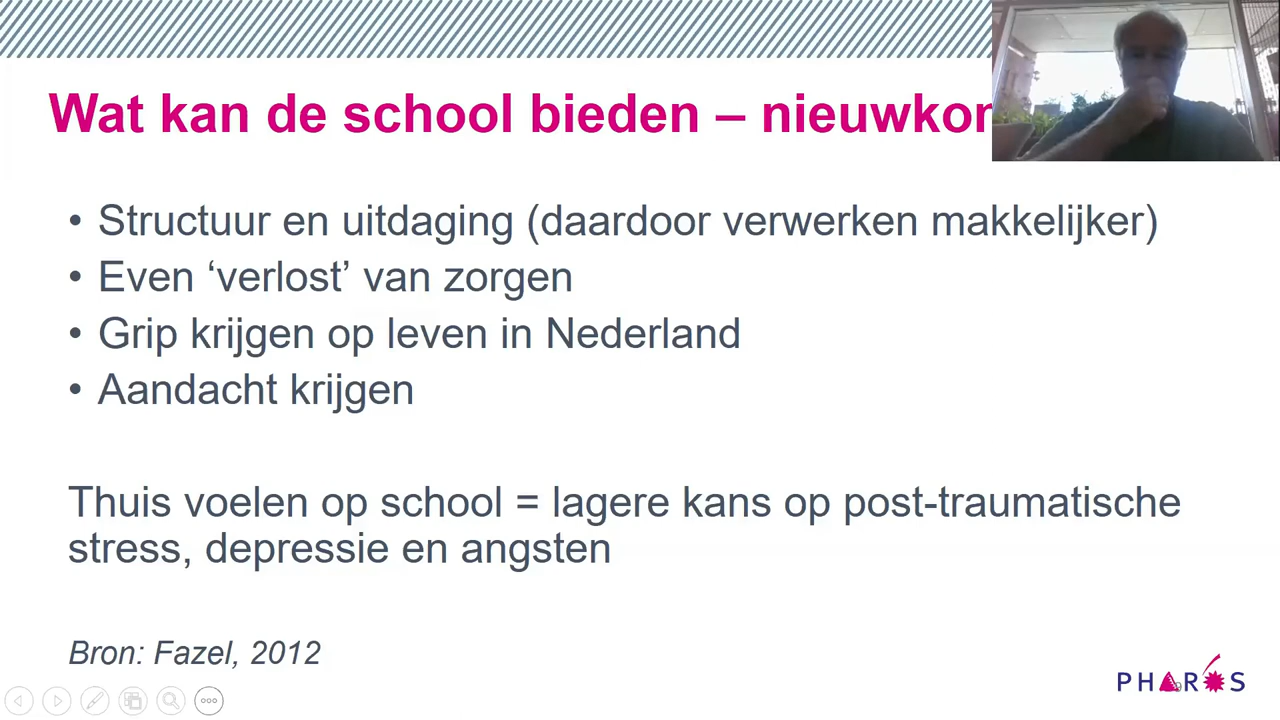 Wat kan de school bieden –
• Structuur en uitdaging (daardoor verwerken makkelijker)
• Even ‘verlost’ van zorgen
• Grip krijgen op leven in Nederland
• Aandacht krijgen
Thuis voelen op school = lagere kans op post-traumatische
stress, depressie en angsten
Bron: Fazel, 2012
PHAROS